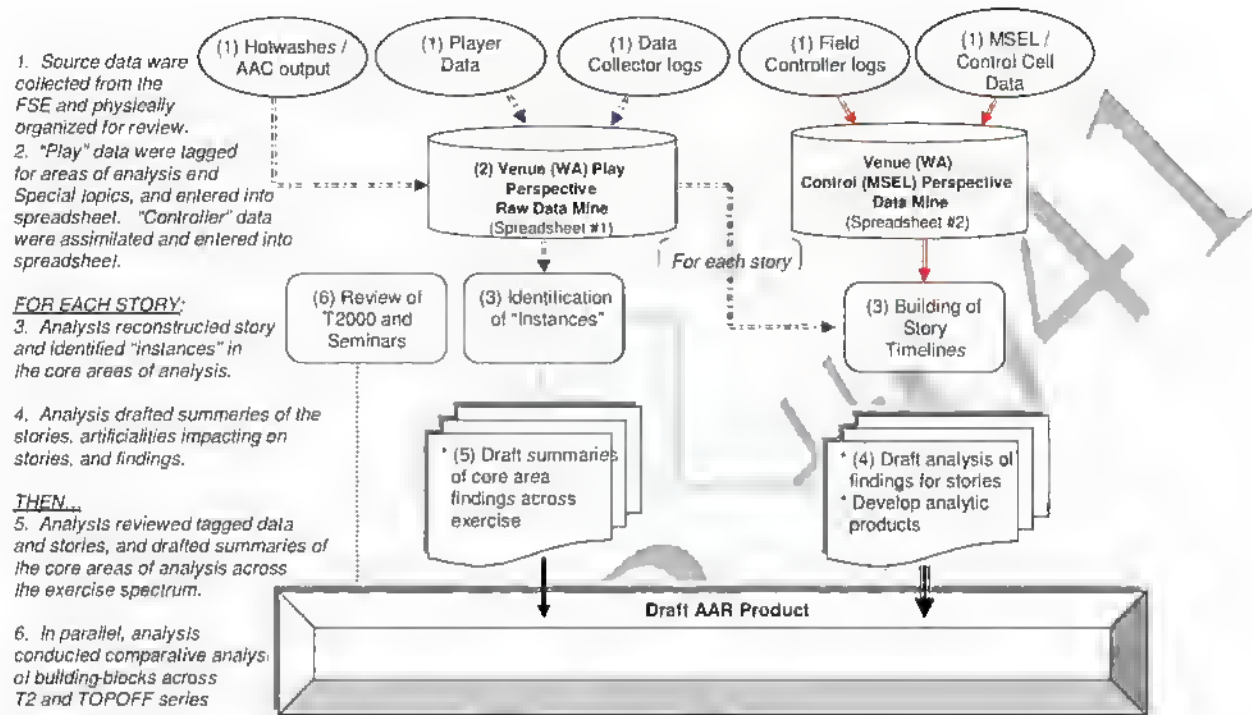 1. Source data were
collected from the
FSE and physically
organized for review.
2. "Play" data were tagged
for areas of analysis and
Special topics, and entered into
spreadsheet. "Controller" data
were assimilated and entered into
spreadsheet.
FOR EACH STORY:
3. Analysis reconstructed story
and identified "instances" in
the core areas of analysis.
4. Analysis drafted summaries of the
stories, artificialities impacting on
stories, and findings.
THEN...
5. Analysis reviewed tagged data
and stories, and drafted summaries of
the core areas of analysis across
the exercise spectrum.
6. In parallel, analysis
conducted comparative analysis
of building-blocks across
T2 and TOPOFF series
(1) Hotwashes /
AAC output
(1) Player
Data
(1) Data
Collector logs
(1) Field
Controller logs
(1) MSEL /
Control Cell
Data
(2) Venue (WA) Play
Perspective
Raw Data Mine
(Spreadsheet #1)
Venue (WA)
Control (MSEL) Perspective
Data Mine
(Spreadsheet #2)
For each story
(6) Review of
T2000 and
Seminars
(3) Identification
of "Instances"
(3) Building of
Story
Timelines
* (5) Draft summaries
of core area
findings across
exercise
* (4) Draft analysis of
findings for stories
* Develop analytic
products
Draft AAR Product